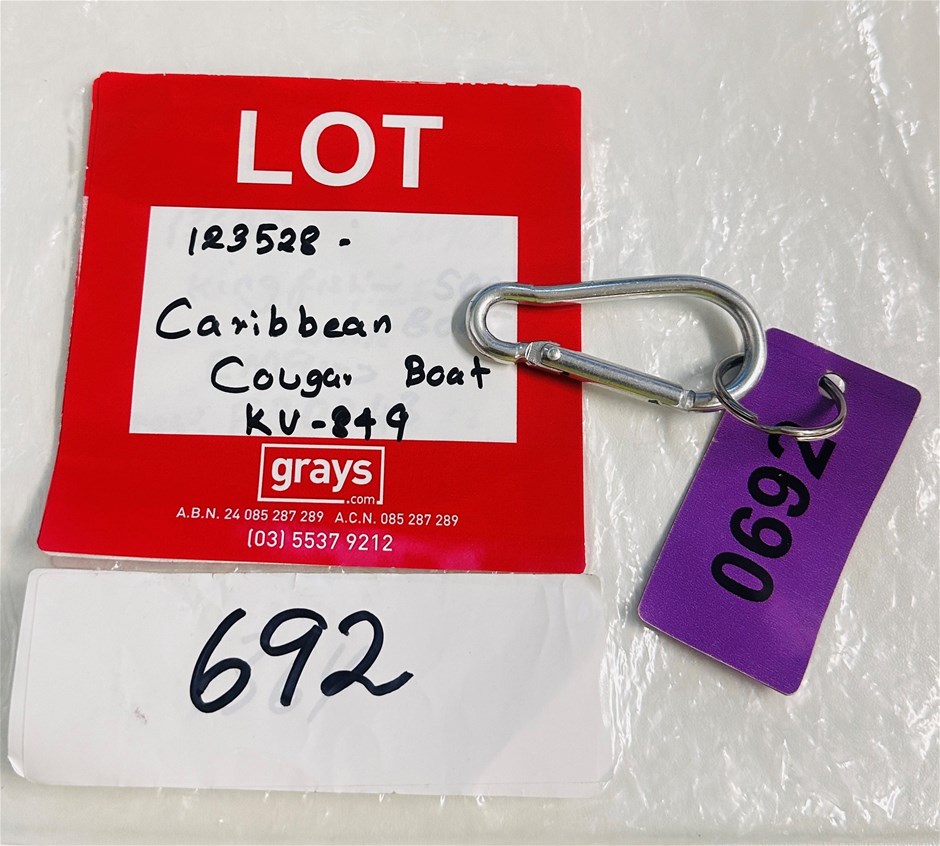 LOT
123528 -
Caribbean
Cougar Boat
KV-849
grays
.com
A.B.N. 24 085 287 289 A.C.N. 085 287 289
(03) 5537 9212
692
0692